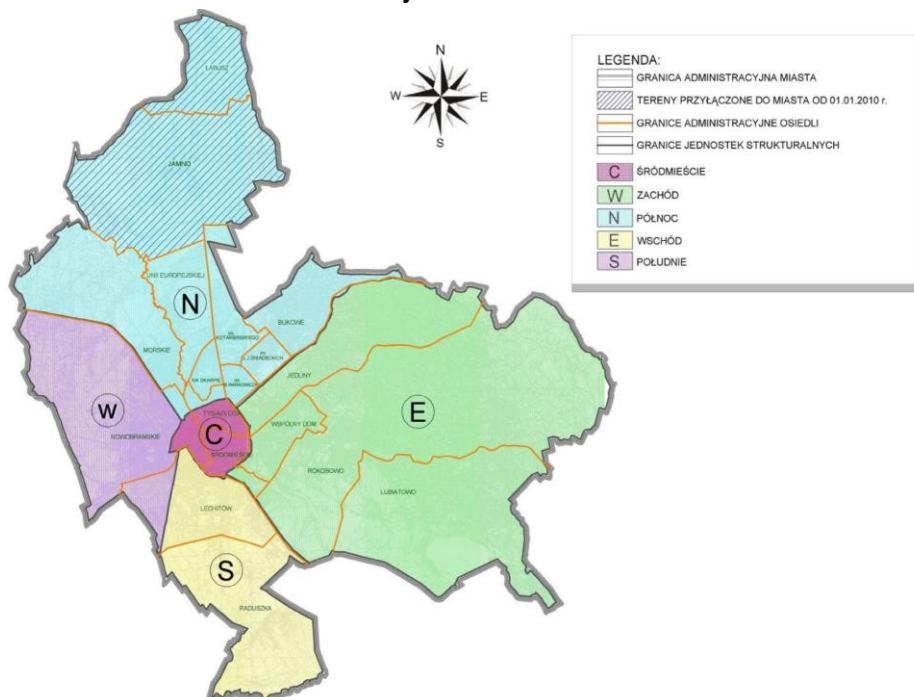 y
N
W E
S
LEGENDA:
GRANICA ADMINISTRACYJNA MIASTA
TERENY PRZYŁĄCZONE DO MIASTA OD 01.01.2010 r.
GRANICE ADMINISTRACYJNE OSIEDLI
GRANICE JEDNOSTEK STRUKTURALNYCH
C ŚRÓDMIEŚCIE
W ZACHÓD
N PÓŁNOC
E WSCHÓD
S POŁUDNIE
ŁABUSZ
JAMNO
UNII EUROPEJSKIEJ
N
BUKOWE
MORSKIE
JEDLINY
W
C
WSPÓLNY DOM
E
NOWOBRAMSKIE
ROKOSOWO
LUBIATOWO
LECHITÓW
S
RADUSZKA